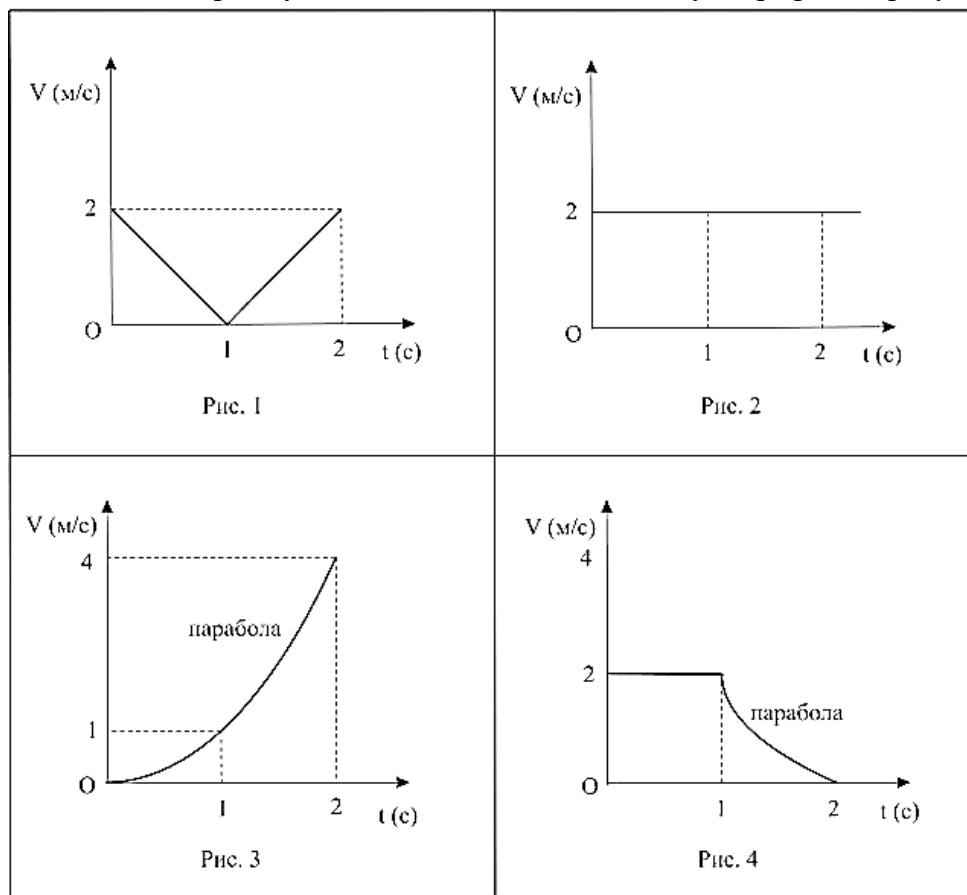 V (м/с)
2
O
1
2
t (с)
Рис. 1
V (м/с)
2
O
1
2
t (с)
Рис. 2
V (м/с)
4
парабола
1
O
1
2
t (с)
Рис. 3
V (м/с)
4
2
парабола
O
1
2
t (с)
Рис. 4